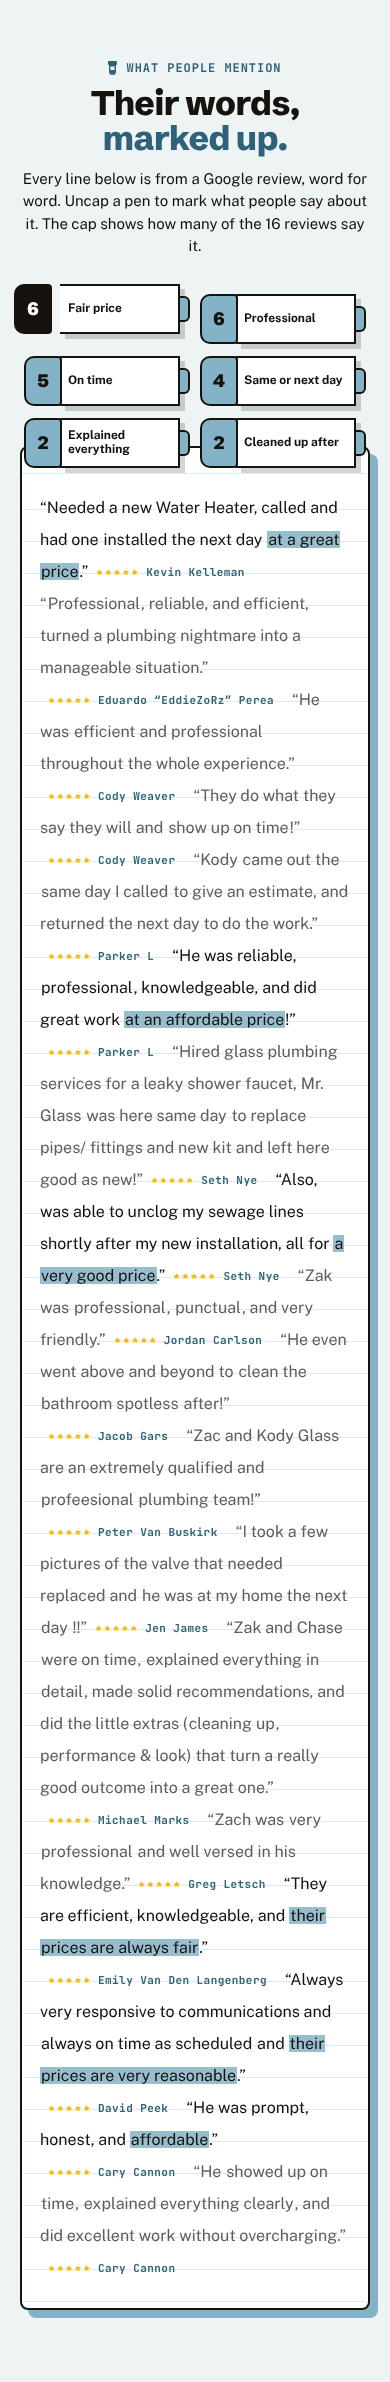 WHAT PEOPLE MENTION
Their words,
marked up.
Every line below is from a Google review, word for
word. Uncap a pen to mark what people say about
it. The cap shows how many of the 16 reviews say
it.
6 Fair price
6 Professional
5 On time
4 Same or next day
2 Explained
everything
2 Cleaned up after
“Needed a new Water Heater, called and
had one installed the next day at a great
price.” ★★★★★ Kevin Kelleman
“Professional, reliable, and efficient,
turned a plumbing nightmare into a
manageable situation.”
★★★★★ Eduardo “EddieZoRz” Perea “He
was efficient and professional
throughout the whole experience.”
★★★★★ Cody Weaver “They do what they
say they will and show up on time!”
★★★★★ Cody Weaver “Kody came out the
same day I called to give an estimate, and
returned the next day to do the work.”
★★★★★ Parker L “He was reliable,
professional, knowledgeable, and did
great work at an affordable price!”
★★★★★ Parker L “Hired glass plumbing
services for a leaky shower faucet, Mr.
Glass was here same day to replace
pipes/ fittings and new kit and left here
good as new!” ★★★★★ Seth Nye “Also,
was able to unclog my sewage lines
shortly after my new installation, all for a
very good price.” ★★★★★ Seth Nye “Zak
was professional, punctual, and very
friendly.” ★★★★★ Jordan Carlson “He even
went above and beyond to clean the
bathroom spotless after!”
★★★★★ Jacob Gars “Zac and Kody Glass
are an extremely qualified and
profeesional plumbing team!”
★★★★★ Peter Van Buskirk “I took a few
pictures of the valve that needed
replaced and he was at my home the next
day !!” ★★★★★ Jen James “Zak and Chase
were on time, explained everything in
detail, made solid recommendations, and
did the little extras (cleaning up,
performance & look) that turn a really
good outcome into a great one.”
★★★★★ Michael Marks “Zach was very
professional and well versed in his
knowledge.” ★★★★★ Greg Letsch “They
are efficient, knowledgeable, and their
prices are always fair.”
★★★★★ Emily Van Den Langenberg “Always
very responsive to communications and
always on time as scheduled and their
prices are very reasonable.”
★★★★★ David Peek “He was prompt,
honest, and affordable.”
★★★★★ Cary Cannon “He showed up on
time, explained everything clearly, and
did excellent work without overcharging.”
★★★★★ Cary Cannon